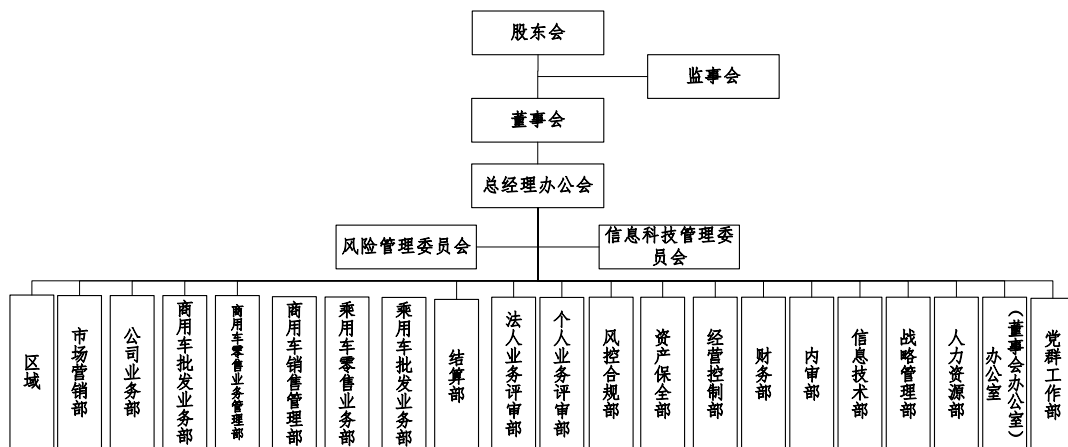 股东会
监事会
董事会
总经理办公会
风险管理委员会
信息科技管理委
员会
区域
市场营销部
公司业务部
商用车批发业务部
商用车零售业务管理部
商用车销售管理部
乘用车零售业务部
乘用车批发业务部
结算部
法人业务评审部
个人业务评审部
风控合规部
资产保全部
经营控制部
财务部
内审部
信息技术部
战略管理部
人力资源部
办公室
（董事会办公室）
党群工作部